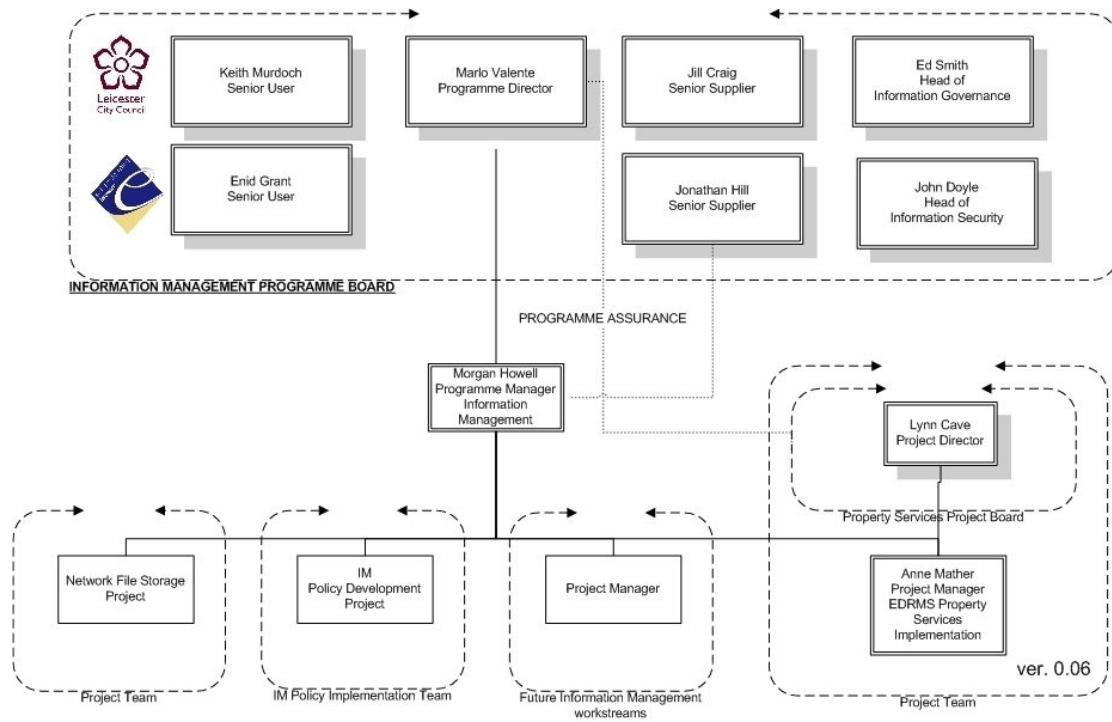 Leicester
City Council
Keith Murdoch
Senior User
Marlo Valente
Programme Director
Jill Craig
Senior Supplier
Ed Smith
Head of
Information Governance
Enid Grant
Senior User
Jonathan Hill
Senior Supplier
John Doyle
Head of
Information Security
INFORMATION MANAGEMENT PROGRAMME BOARD
PROGRAMME ASSURANCE
Morgan Howell
Programme Manager
Information
Management
Lynn Cave
Project Director
Property Services Project Board
Network File Storage
Project
IM
Policy Development
Project
Project Manager
Anne Mather
Project Manager
EDRMS Property
Services
Implementation
ver. 0.06
Project Team
IM Policy Implementation Team
Future Information Management
workstreams
Project Team